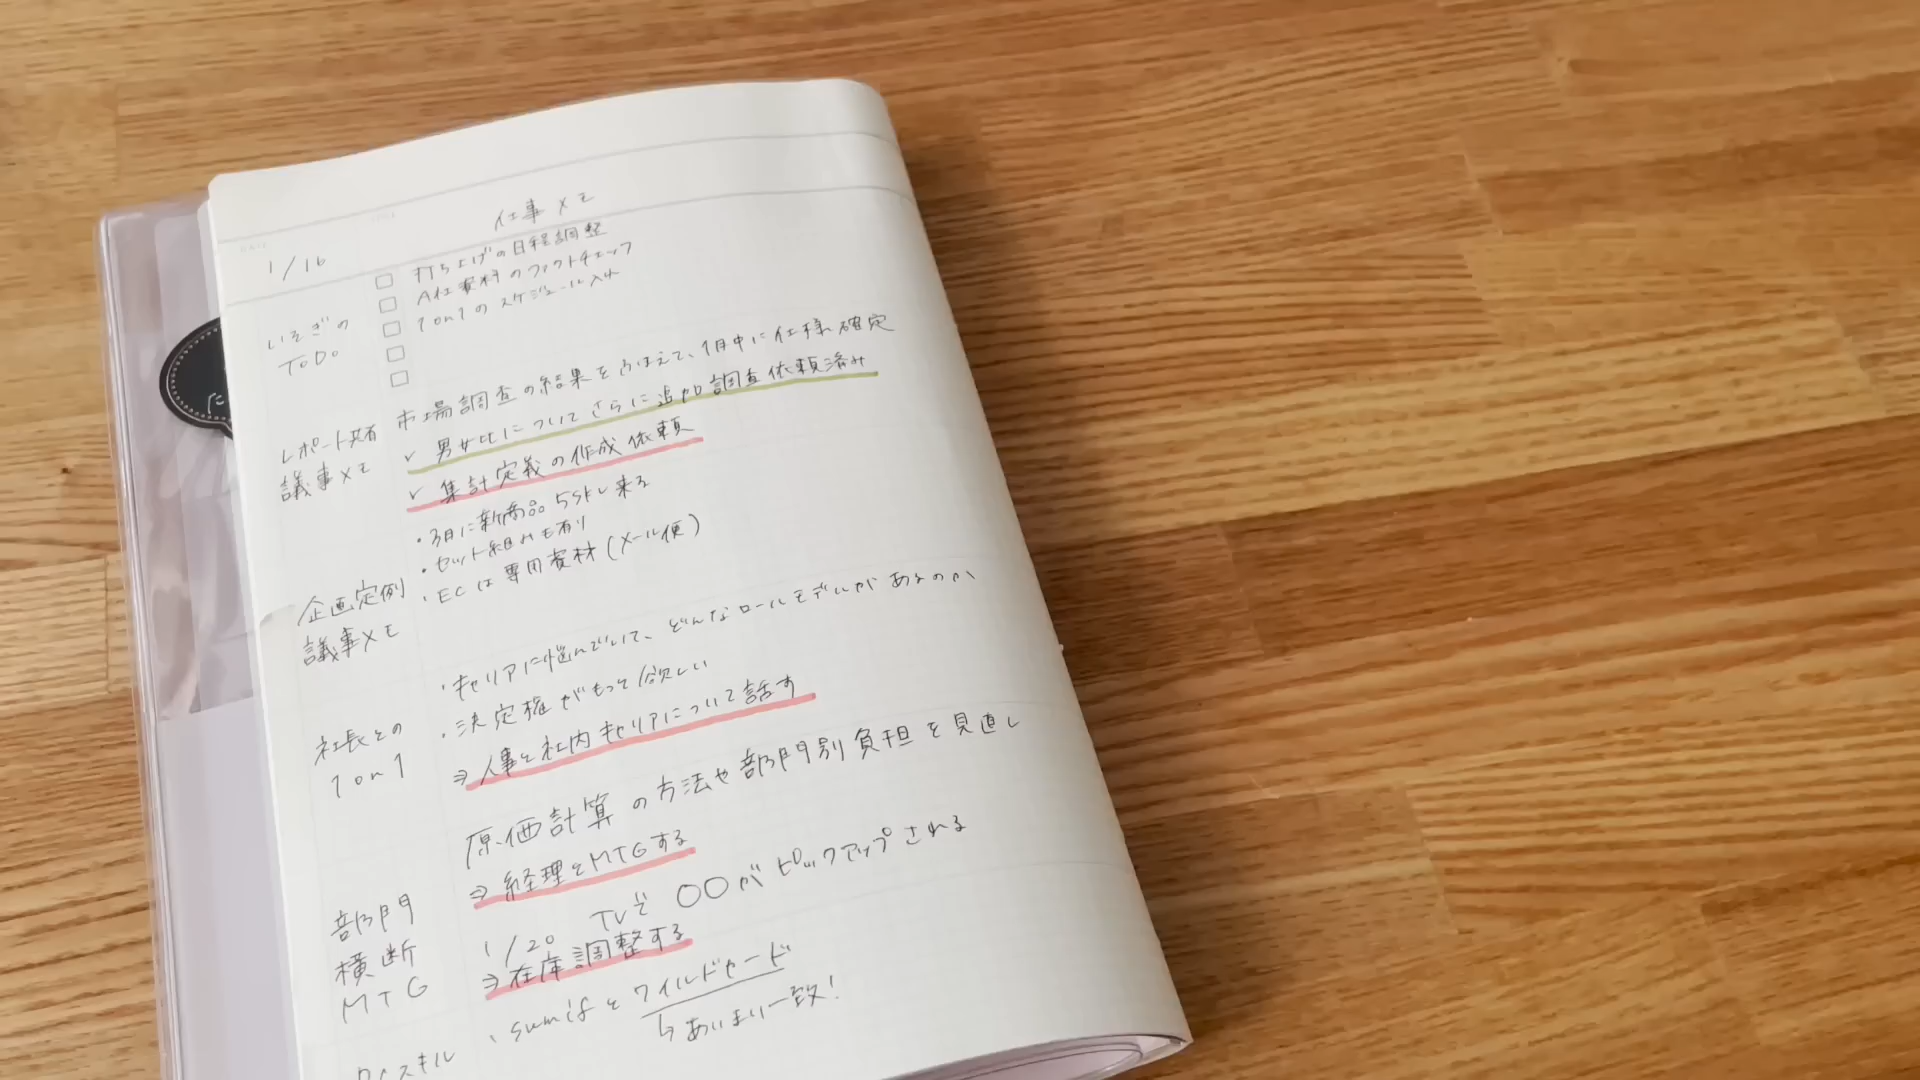 仕事メモ
1/16
いそぎの
ToDo
打ち上げの日程調整
A社資料のファクトチェック
1on1のスケジュール入れ
レポート共有
議事メモ
市場調査の結果をふまえて、1月中に仕様確定
✓ 男女比についてさらに追加調査依頼済み
✓ 集計定義の作成依頼
企画定例
議事メモ
・3月に新商品 5SKU 来る
・セット組みも有り
・ECは専用資材(メール便)
社長との
1on1
・キャリアに悩んでいて、どんなロールモデルがあるのか
・決定権がもっと欲しい
⇒人事と社内キャリアについて話す
部門
横断
MTG
原価計算の方法や部門別負担を見直し
⇒経理とMTGする
1/20 TVで〇〇がピックアップされる
⇒在庫調整する
PCスキル
・sumifとワイルドカード
↳あいまい一致!